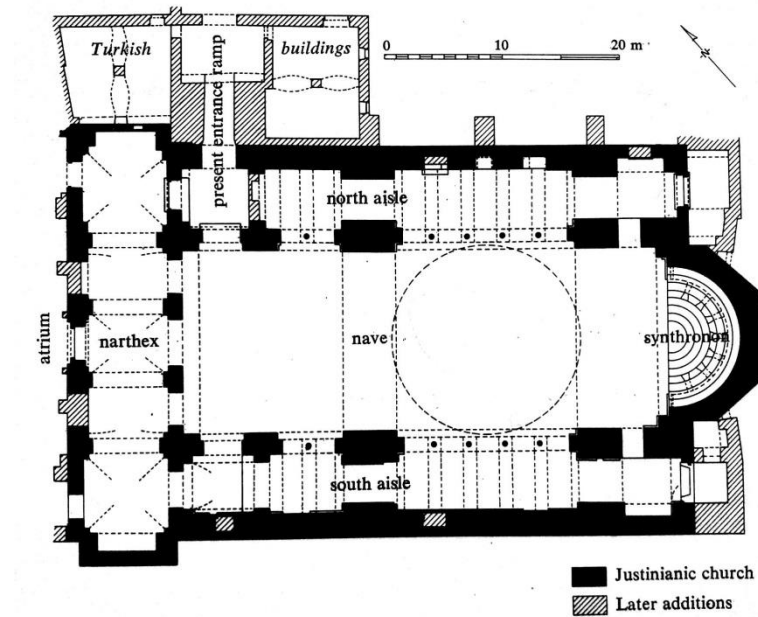 Turkish buildings
0 10 20 m
N
present entrance ramp
north aisle
atrium
narthex
nave
synthronon
south aisle
Justinianic church
Later additions